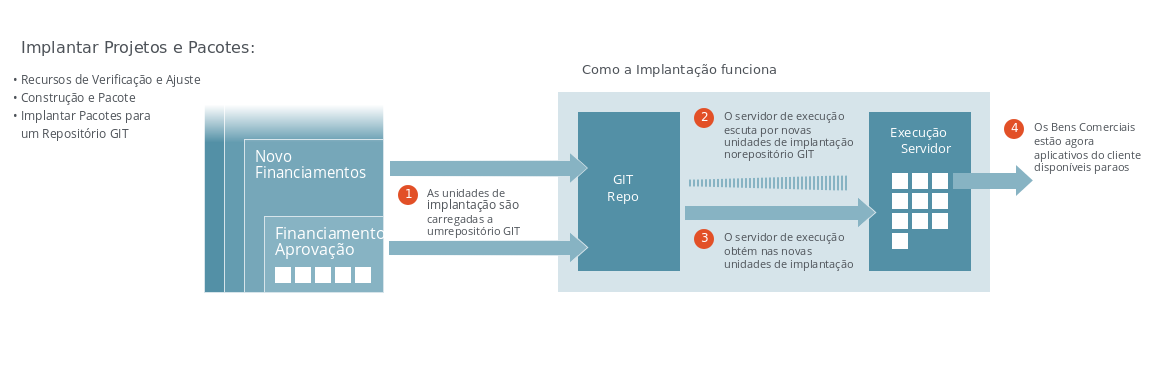 Implantar Projetos e Pacotes:
• Recursos de Verificação e Ajuste
• Construção e Pacote
• Implantar Pacotes para
um Repositório GIT
Novo
Financiamentos
Financiamento
Aprovação
1
As unidades de
implantação são
carregadas a
umrepositório GIT
Como a Implantação funciona
GIT
Repo
2
O servidor de execução
escuta por novas
unidades de implantação
norepositório GIT
3
O servidor de execução
obtém nas novas
unidades de implantação
Execução
Servidor
4
Os Bens Comerciais
estão agora
aplicativos do cliente
disponíveis paraos